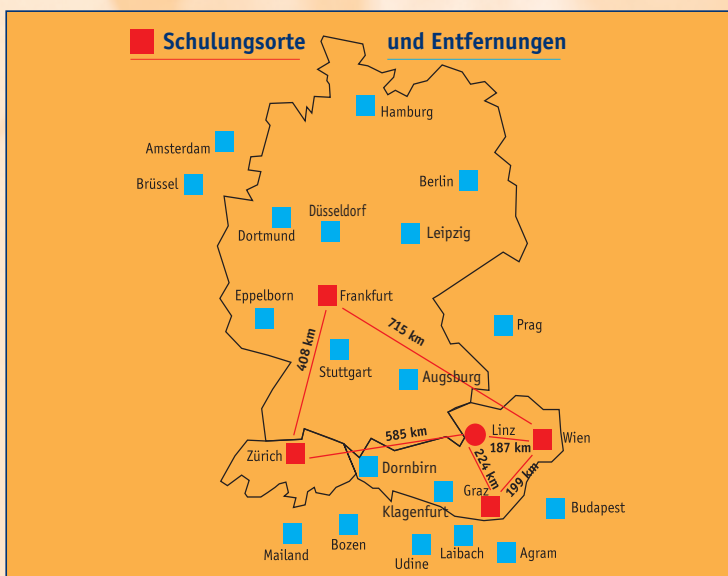 Schulungsorte und Entfernungen
Hamburg
Amsterdam
Brüssel
Berlin
Düsseldorf
Dortmund
Leipzig
Eppelborn
Frankfurt
715 km
Prag
408 km
Stuttgart
Augsburg
585 km
Linz
Wien
187 km
Zürich
Dornbirn
224 km
199 km
Graz
Klagenfurt
Budapest
Mailand
Bozen
Udine
Laibach
Agram